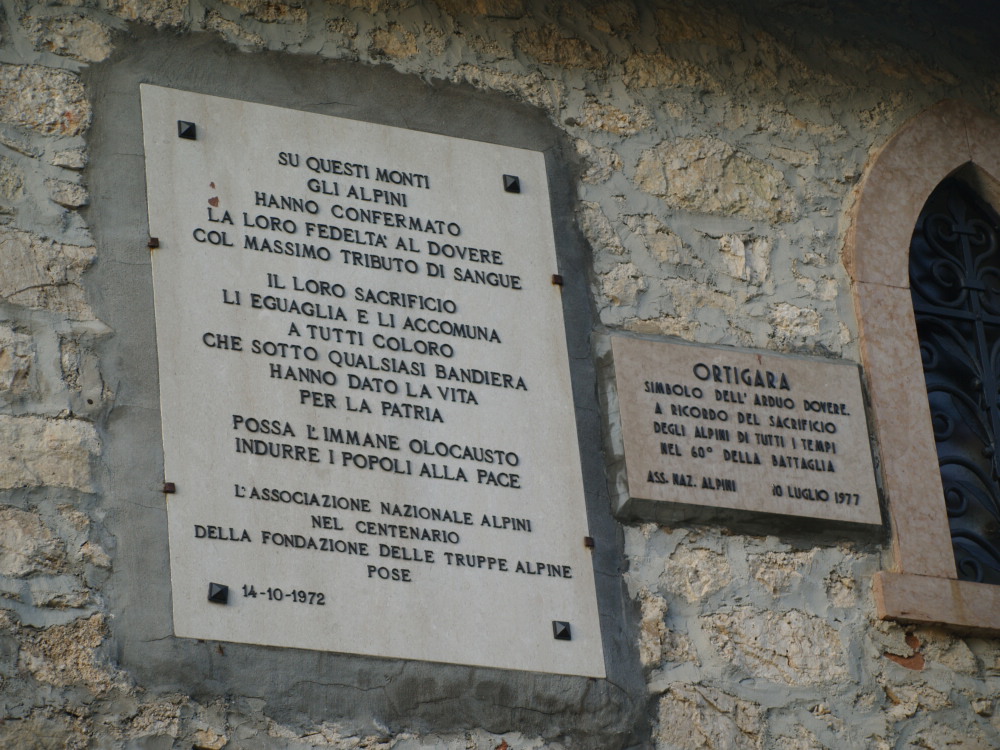 SU QUESTI MONTI
GLI ALPINI
HANNO CONFERMATO
LA LORO FEDELTA' AL DOVERE
COL MASSIMO TRIBUTO DI SANGUE
IL LORO SACRIFICIO
LI EGUAGLIA E LI ACCOMUNA
A TUTTI COLORO
CHE SOTTO QUALSIASI BANDIERA
HANNO DATO LA VITA
PER LA PATRIA
POSSA L'IMMANE OLOCAUSTO
INDURRE I POPOLI ALLA PACE
L'ASSOCIAZIONE NAZIONALE ALPINI
NEL CENTENARIO
DELLA FONDAZIONE DELLE TRUPPE ALPINE
POSE
14-10-1972
ORTIGARA
SIMBOLO DELL'ARDUO DOVERE.
A RICORDO DEL SACRIFICIO
DEGLI ALPINI DI TUTTI I TEMPI
NEL 60° DELLA BATTAGLIA
ASS. NAZ. ALPINI 10 LUGLIO 1977